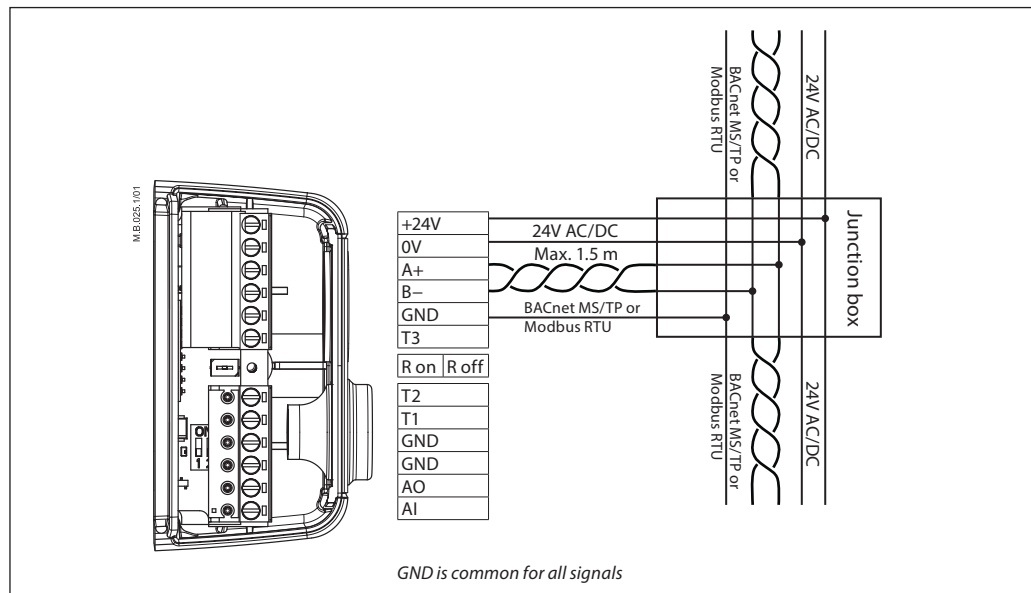 BACnet MS/TP or
Modbus RTU
24V AC/DC
M.B.025.1/01
+24V
0V
A+
B−
GND
T3
R on R off
T2
T1
GND
GND
AO
AI
24V AC/DC
Max. 1.5 m
BACnet MS/TP or
Modbus RTU
Junction box
BACnet MS/TP or
Modbus RTU
24V AC/DC
GND is common for all signals